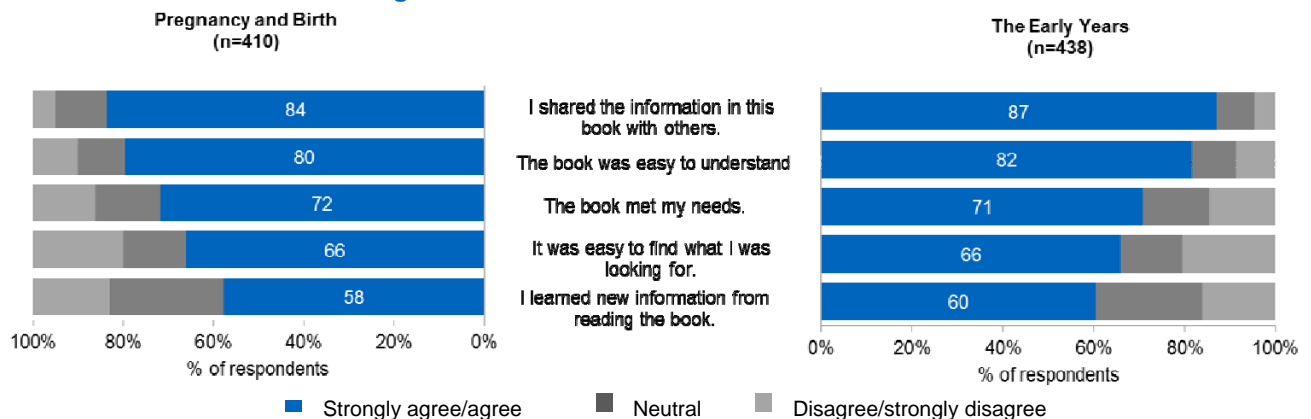 Pregnancy and Birth
(n=410)
The Early Years
(n=438)
84
I shared the information in this
book with others.
87
80
The book was easy to understand
82
72
The book met my needs.
71
66
It was easy to find what I was
looking for.
66
58
I learned new information from
reading the book.
60
100% 80% 60% 40% 20% 0%
% of respondents
0% 20% 40% 60% 80% 100%
% of respondents
Strongly agree/agree Neutral Disagree/strongly disagree